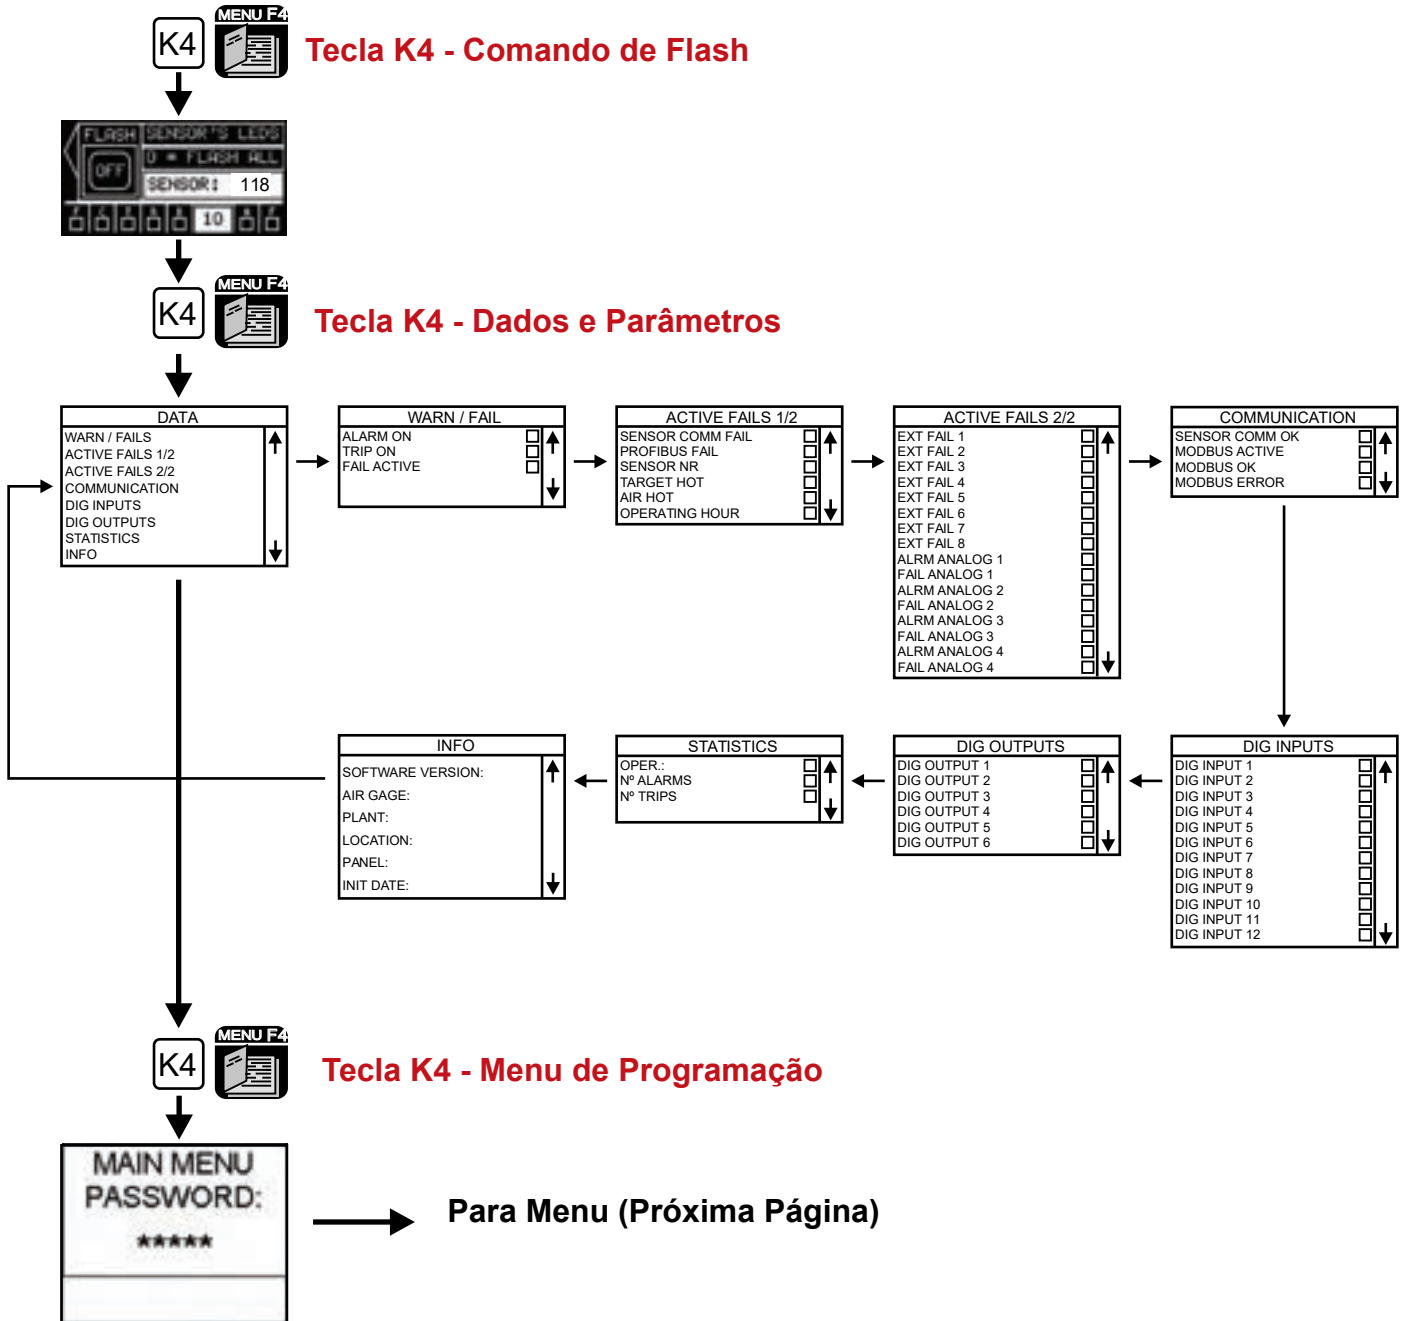 MENU F4
K4
Tecla K4 - Comando de Flash
FLASH SENSOR'S LEDS
OFF
0 = FLASH ALL
SENSOR: 118
10
MENU F4
K4
Tecla K4 - Dados e Parâmetros
DATA
WARN / FAILS
ACTIVE FAILS 1/2
ACTIVE FAILS 2/2
COMMUNICATION
DIG INPUTS
DIG OUTPUTS
STATISTICS
INFO
WARN / FAIL
ALARM ON
TRIP ON
FAIL ACTIVE
ACTIVE FAILS 1/2
SENSOR COMM FAIL
PROFIBUS FAIL
SENSOR NR
TARGET HOT
AIR HOT
OPERATING HOUR
ACTIVE FAILS 2/2
EXT FAIL 1
EXT FAIL 2
EXT FAIL 3
EXT FAIL 4
EXT FAIL 5
EXT FAIL 6
EXT FAIL 7
EXT FAIL 8
ALRM ANALOG 1
FAIL ANALOG 1
ALRM ANALOG 2
FAIL ANALOG 2
ALRM ANALOG 3
FAIL ANALOG 3
ALRM ANALOG 4
FAIL ANALOG 4
COMMUNICATION
SENSOR COMM OK
MODBUS ACTIVE
MODBUS OK
MODBUS ERROR
INFO
SOFTWARE VERSION:
AIR GAGE:
PLANT:
LOCATION:
PANEL:
INIT DATE:
STATISTICS
OPER.:
Nº ALARMS
Nº TRIPS
DIG OUTPUTS
DIG OUTPUT 1
DIG OUTPUT 2
DIG OUTPUT 3
DIG OUTPUT 4
DIG OUTPUT 5
DIG OUTPUT 6
DIG INPUTS
DIG INPUT 1
DIG INPUT 2
DIG INPUT 3
DIG INPUT 4
DIG INPUT 5
DIG INPUT 6
DIG INPUT 7
DIG INPUT 8
DIG INPUT 9
DIG INPUT 10
DIG INPUT 11
DIG INPUT 12
MENU F4
K4
Tecla K4 - Menu de Programação
MAIN MENU
PASSWORD:
*****
Para Menu (Próxima Página)